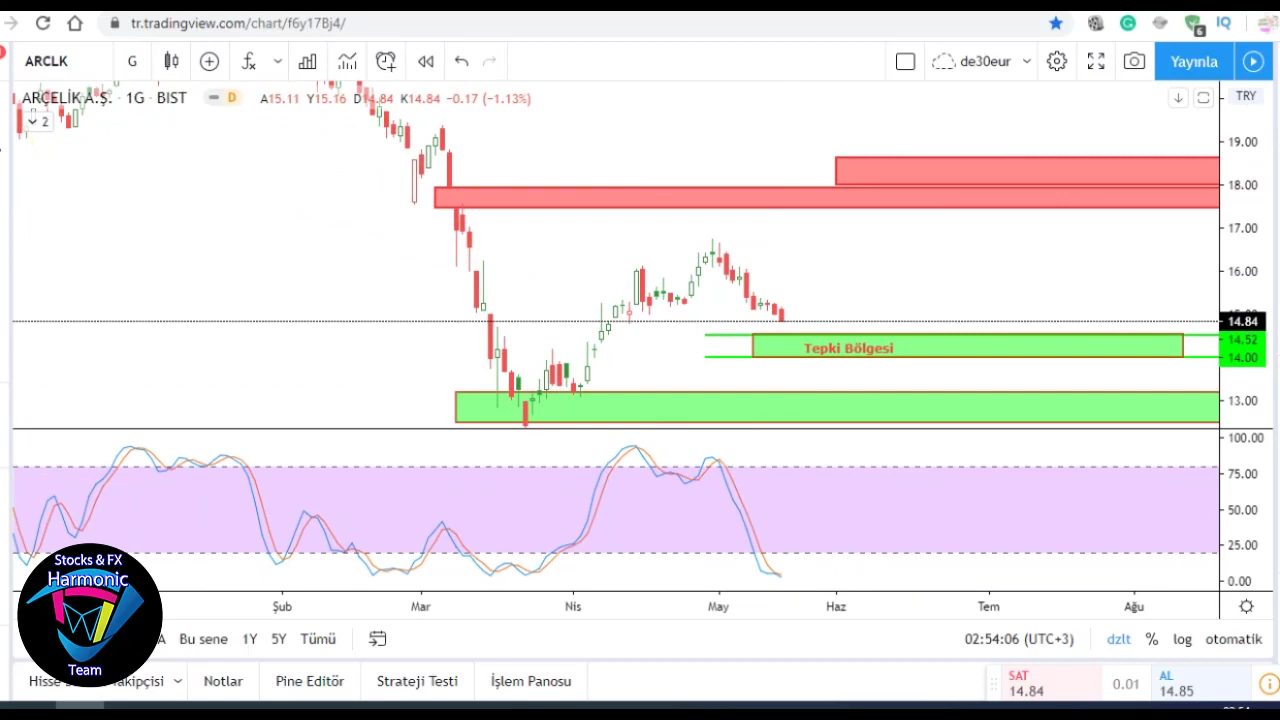 tr.tradingview.com/chart/f6y17Bj4/
6
IQ
ARCLK
G
de30eur
Yayınla
ARÇELİK A.Ş. · 1G · BIST
D
A15.11 Y15.16 D14.84 K14.84 -0.17 (-1.13%)
TRY
2
19.00
18.00
17.00
16.00
14.84
14.52
Tepki Bölgesi
14.00
13.00
100.00
75.00
50.00
25.00
0.00
Stocks & FX
Harmonic
Team
Şub
Mar
Nis
May
Haz
Tem
Ağu
A
Bu sene
1Y
5Y
Tümü
02:54:06 (UTC+3)
dzlt
%
log
otomatik
Notlar
Pine Editör
Strateji Testi
İşlem Panosu
SAT
14.84
0.01
AL
14.85